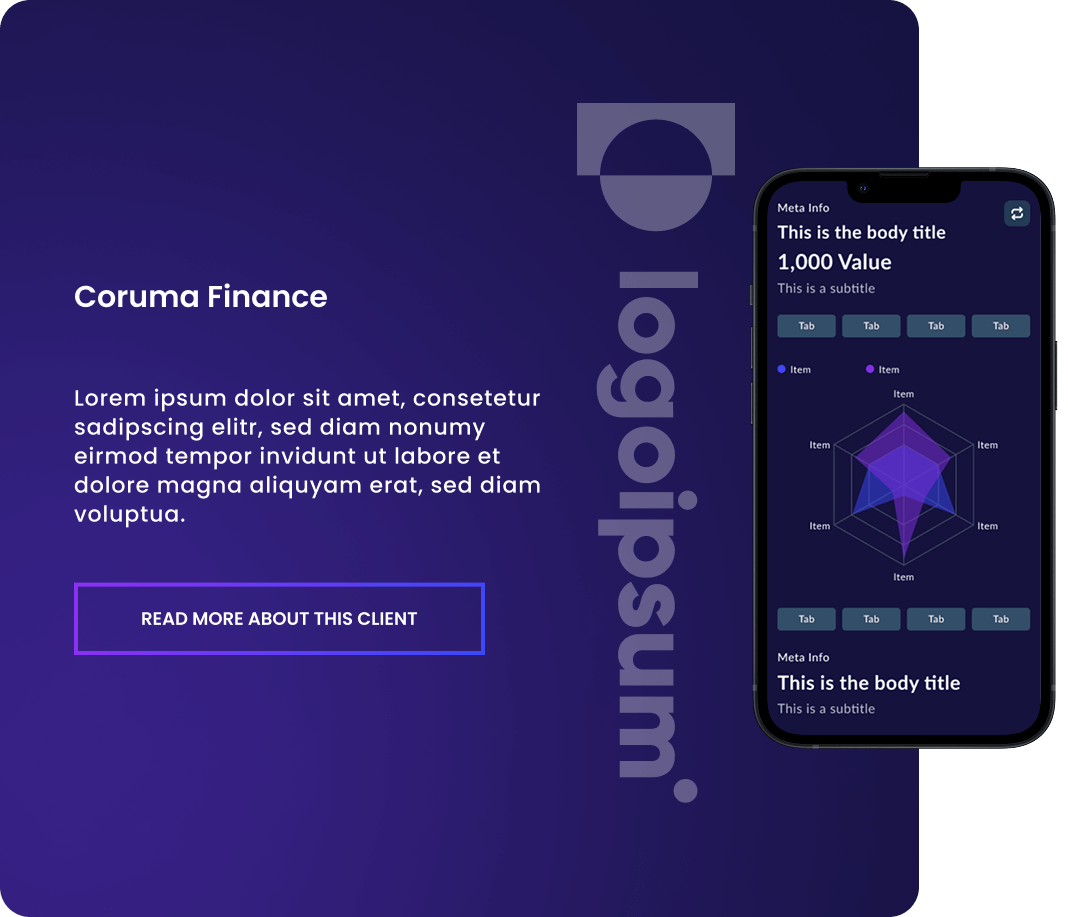 Coruma Finance
Lorem ipsum dolor sit amet, consetetur
sadipscing elitr, sed diam nonumy
eirmod tempor invidunt ut labore et
dolore magna aliquyam erat, sed diam
voluptua.
READ MORE ABOUT THIS CLIENT
logoipsum
Meta Info
This is the body title
1,000 Value
This is a subtitle
Tab Tab Tab Tab
Item Item
Item
Item Item
Item Item
Item
Tab Tab Tab Tab
Meta Info
This is the body title
This is a subtitle